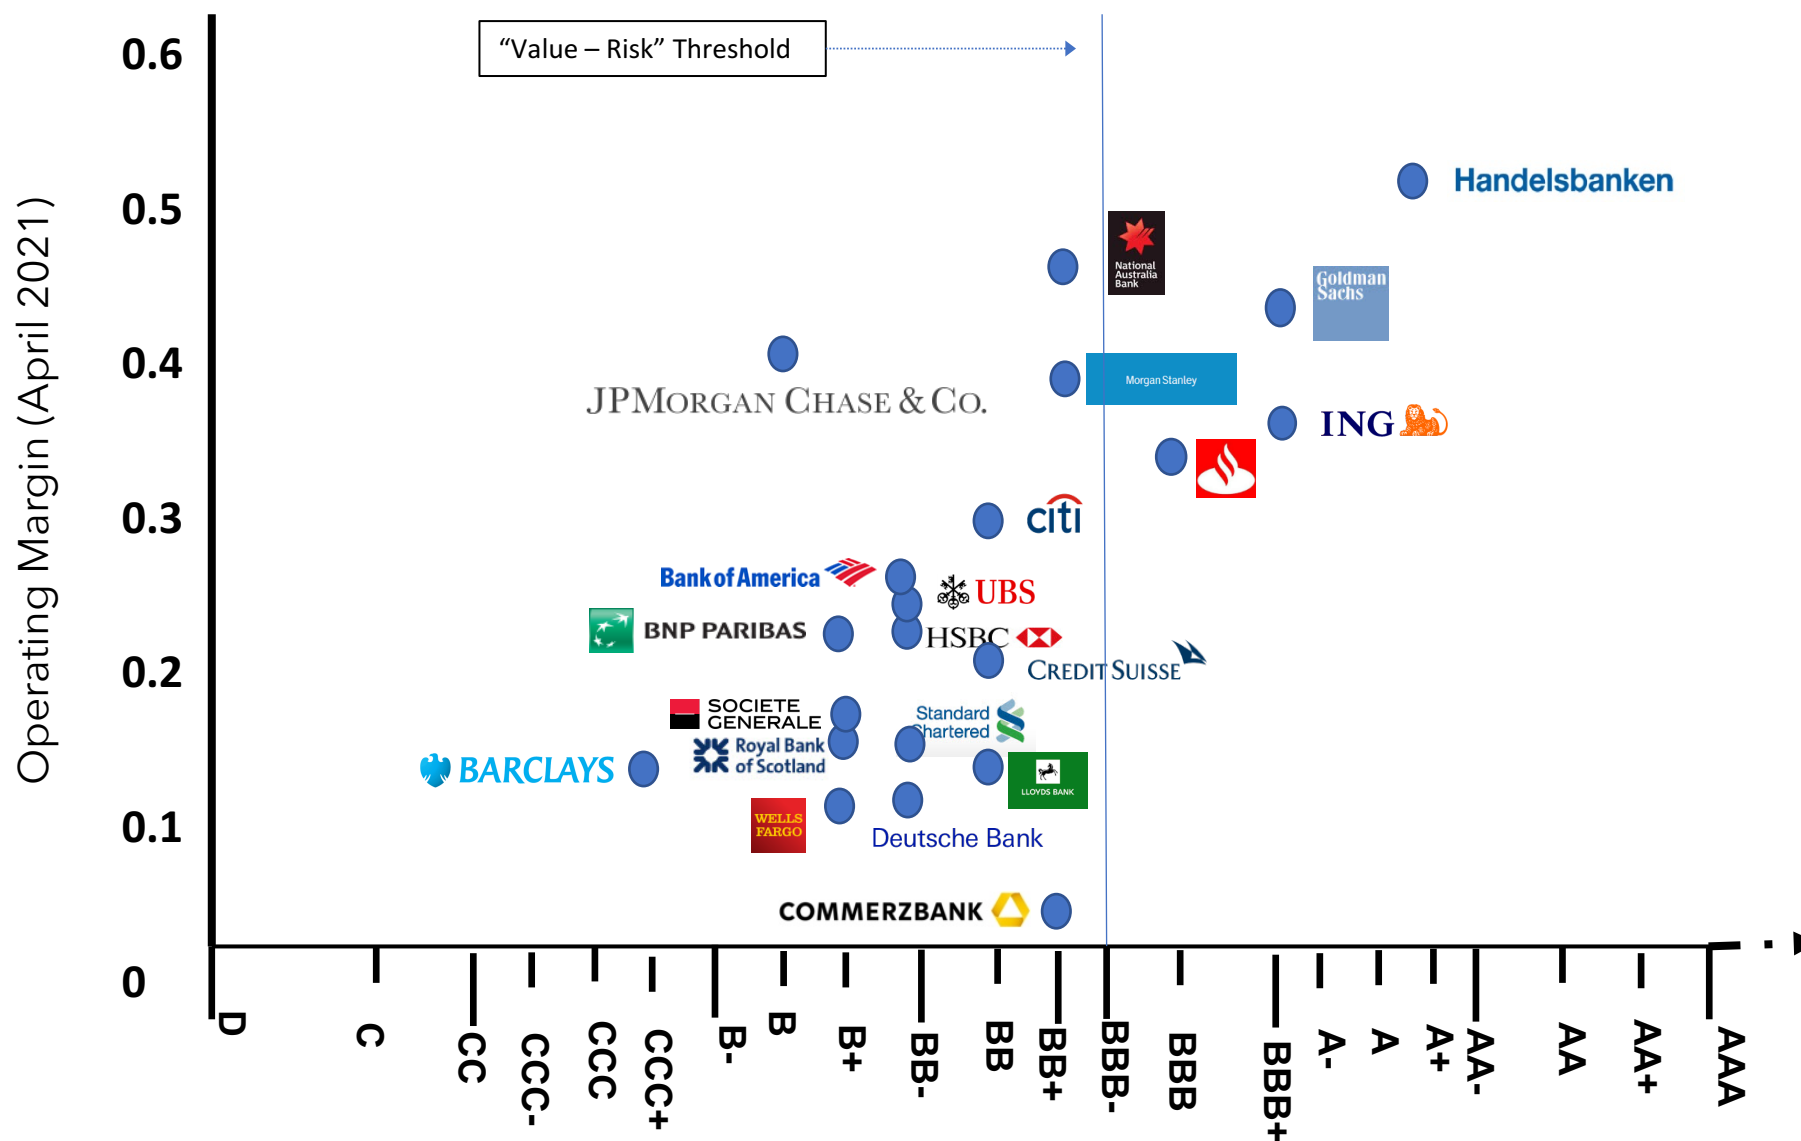 0.6
“Value – Risk” Threshold
Handelsbanken
0.5
National
Australia
Bank
Goldman
Sachs
0.4
Morgan Stanley
JPMORGAN CHASE & CO.
ING
Operating Margin (April 2021)
0.3
citi
Bank of America
UBS
BNP PARIBAS
HSBC
0.2
CREDIT SUISSE
SOCIETE
GENERALE
Standard
Chartered
Royal Bank
of Scotland
BARCLAYS
LLOYDS BANK
0.1
WELLS
FARGO
Deutsche Bank
COMMERZBANK
0
D
C
CC
CCC-
CCC
CCC+
B-
B
B+
BB-
BB
BB+
BBB-
BBB
BBB+
A-
A
A+
AA-
AA
AA+
AAA